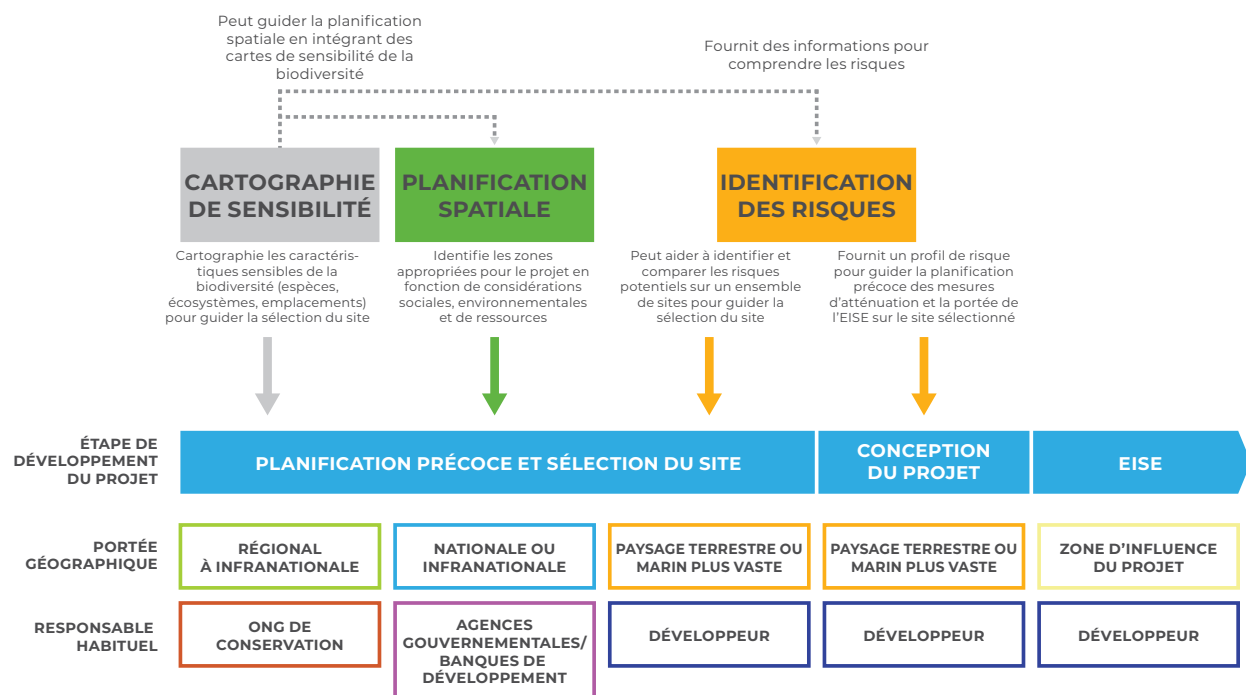 Peut guider la planification
spatiale en intégrant des
cartes de sensibilité de la
biodiversité
Fournit des informations pour
comprendre les risques
CARTOGRAPHIE
DE SENSIBILITÉ
PLANIFICATION
SPATIALE
IDENTIFICATION
DES RISQUES
Cartographie les caractéris-
tiques sensibles de la
biodiversité (espèces,
écosystèmes, emplacements)
pour guider la sélection du site
Identifie les zones
appropriées pour le projet en
fonction de considérations
sociales, environnementales
et de ressources
Peut aider à identifier et
comparer les risques
potentiels sur un ensemble
de sites pour guider la
sélection du site
Fournit un profil de risque
pour guider la planification
précoce des mesures
d'atténuation et la portée de
l'EISE sur le site sélectionné
ÉTAPE DE
DÉVELOPPEMENT
DU PROJET
PLANIFICATION PRÉCOCE ET SÉLECTION DU SITE
CONCEPTION
DU PROJET
EISE
PORTÉE
GÉOGRAPHIQUE
RÉGIONAL
À INFRANATIONALE
NATIONALE OU
INFRANATIONALE
PAYSAGE TERRESTRE OU
MARIN PLUS VASTE
PAYSAGE TERRESTRE OU
MARIN PLUS VASTE
ZONE D'INFLUENCE
DU PROJET
RESPONSABLE
HABITUEL
ONG DE
CONSERVATION
AGENCES
GOUVERNEMENTALES/
BANQUES DE
DÉVELOPPEMENT
DÉVELOPPEUR
DÉVELOPPEUR
DÉVELOPPEUR